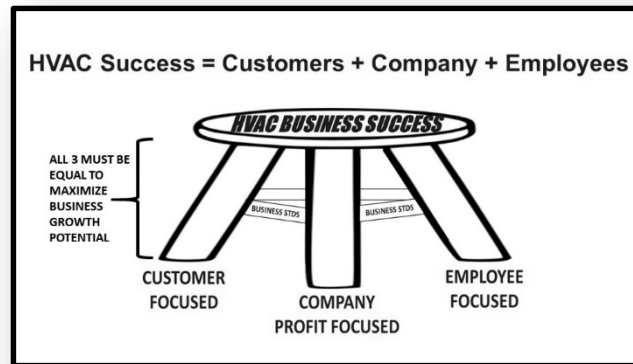 HVAC Success = Customers + Company + Employees
HVAC BUSINESS SUCCESS
ALL 3 MUST BE
EQUAL TO
MAXIMIZE
BUSINESS
GROWTH
POTENTIAL
BUSINESS STDS
BUSINESS STDS
CUSTOMER
FOCUSED
COMPANY
PROFIT FOCUSED
EMPLOYEE
FOCUSED